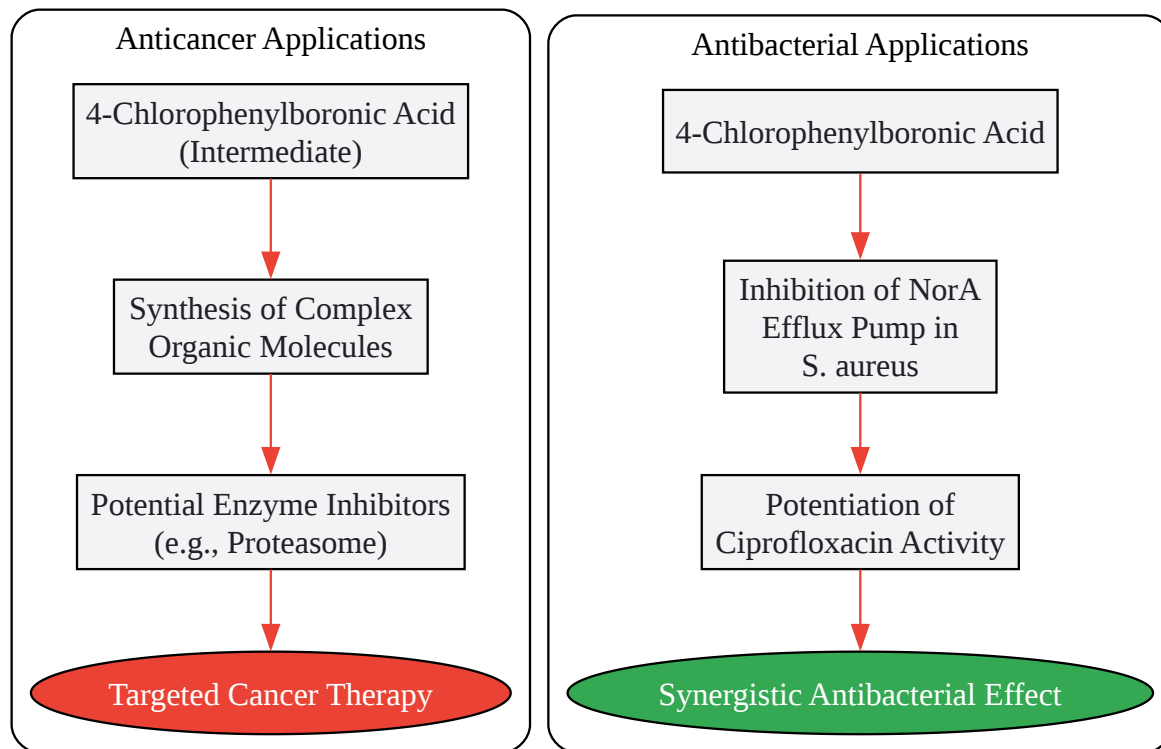 Anticancer Applications
4-Chlorophenylboronic Acid
(Intermediate)
Synthesis of Complex
Organic Molecules
Potential Enzyme Inhibitors
(e.g., Proteasome)
Targeted Cancer Therapy
Antibacterial Applications
4-Chlorophenylboronic Acid
Inhibition of NorA
Efflux Pump in
S. aureus
Potentiation of
Ciprofloxacin Activity
Synergistic Antibacterial Effect